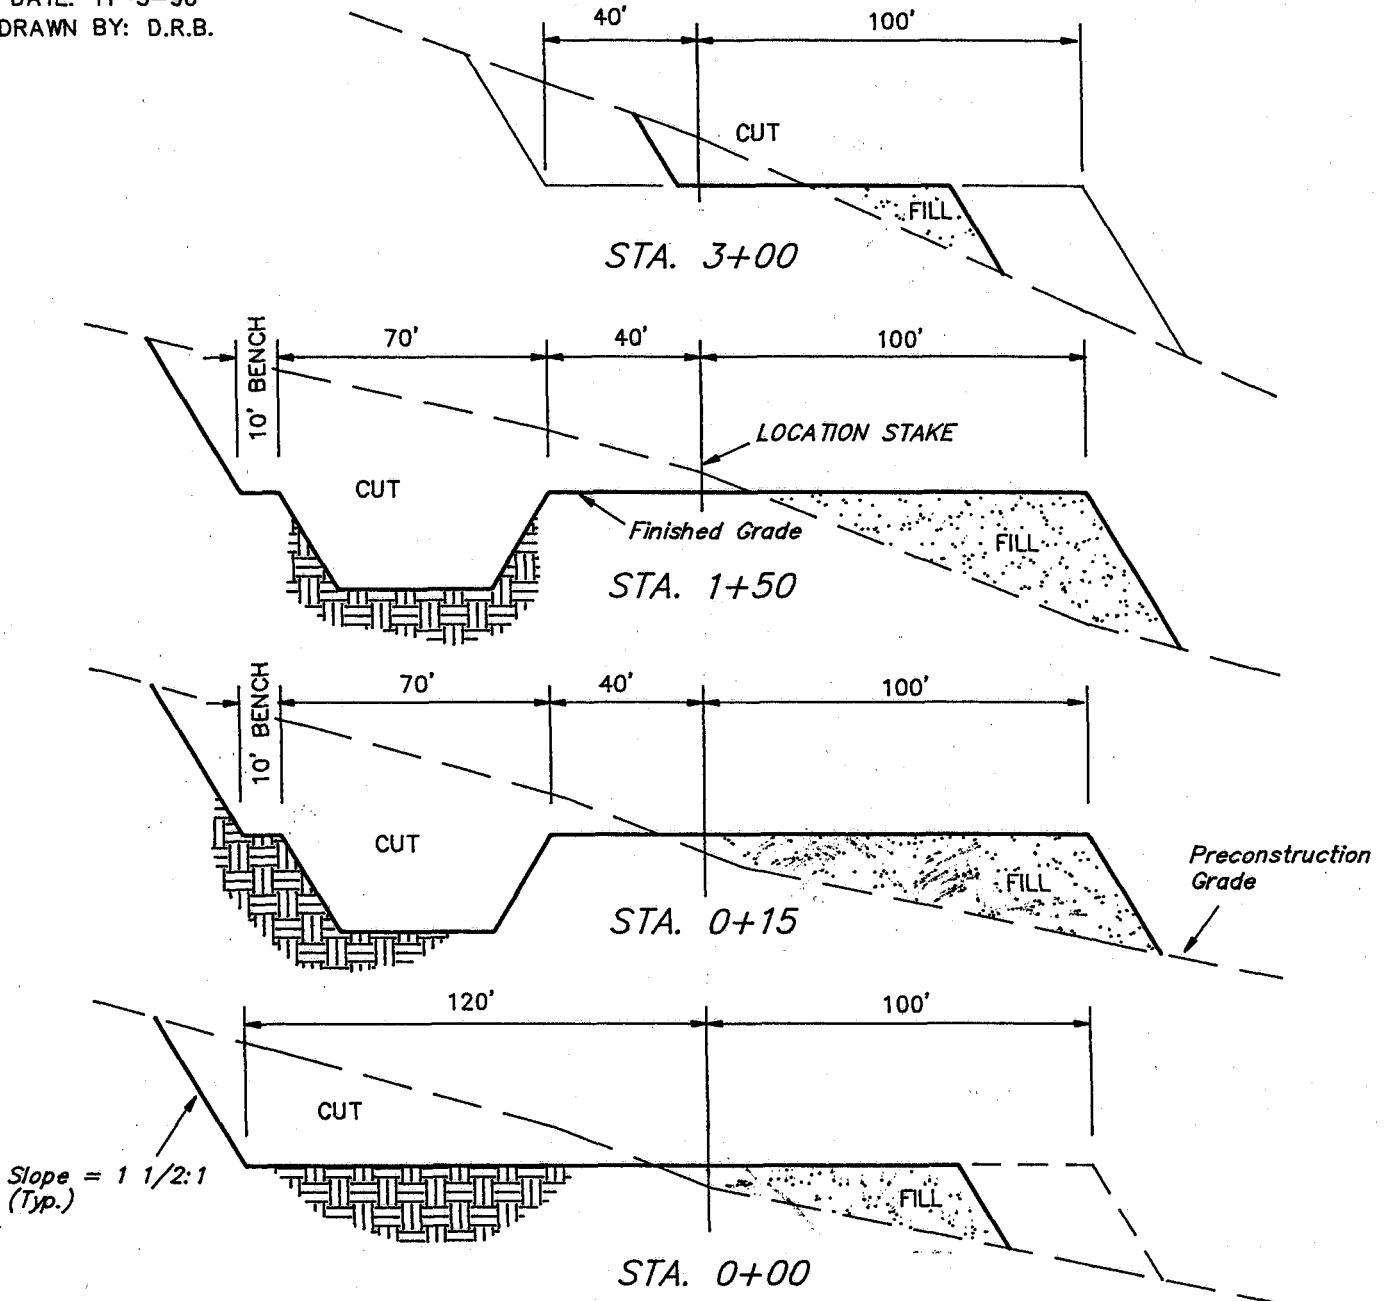 DRAWN BY: D.R.B.
40'
100'
CUT
FILL
STA. 3+00
10' BENCH
70'
40'
100'
LOCATION STAKE
CUT
Finished Grade
FILL
STA. 1+50
10' BENCH
70'
40'
100'
CUT
Preconstruction
Grade
FILL
STA. 0+15
120'
100'
CUT
Slope = 1 1/2:1
(Typ.)
FILL
STA. 0+00